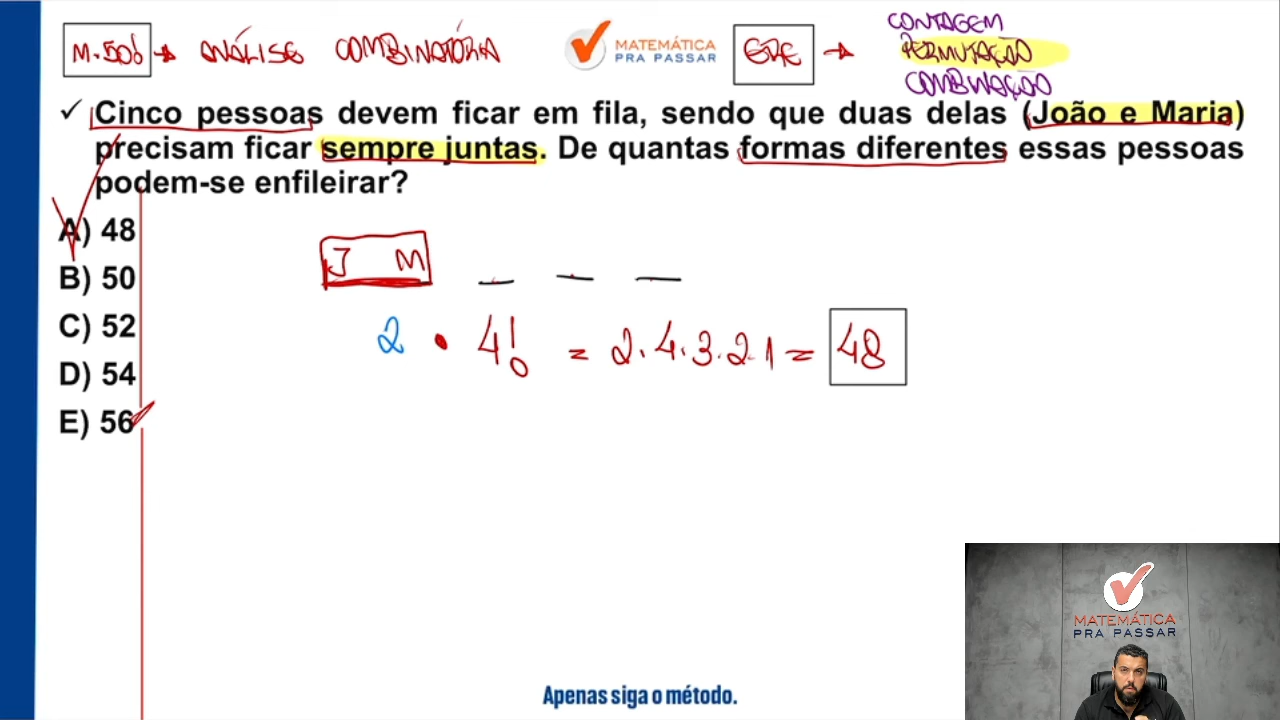 M.50% → ANÁLISE COMBINATÓRIA
MATEMÁTICA
PRA PASSAR
→ CONTAGEM
PERMUTAÇÃO
COMBINAÇÃO
✓ Cinco pessoas devem ficar em fila, sendo que duas delas (João e Maria)
precisam ficar sempre juntas. De quantas formas diferentes essas pessoas
podem-se enfileirar?
A) 48
B) 50
C) 52
D) 54
E) 56
J M
2 • 4! = 2.4.3.2.1 = 48
MATEMÁTICA
PRA PASSAR
Apenas siga o método.